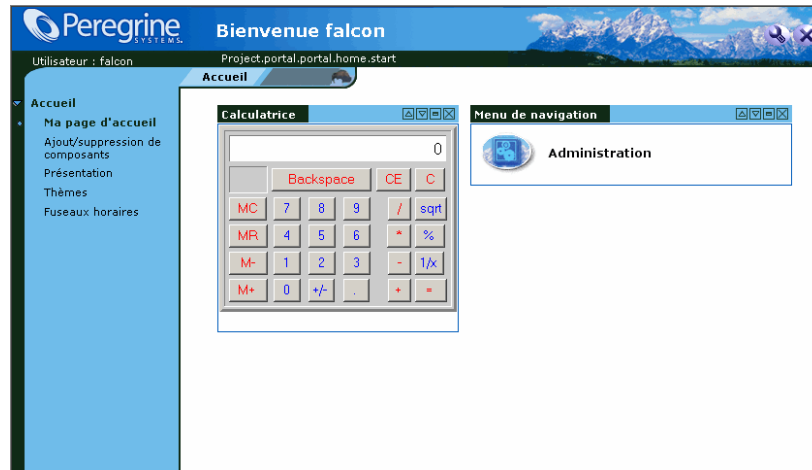 Peregrine
SYSTEMS.
Bienvenue falcon
Utilisateur : falcon
Project.portal.portal.home.start
Accueil
Accueil
Ma page d'accueil
Ajout/suppression de
composants
Présentation
Thèmes
Fuseaux horaires
Calculatrice
0
Backspace CE C
MC 7 8 9 / sqrt
MR 4 5 6 * %
M- 1 2 3 - 1/x
M+ 0 +/- . + =
Menu de navigation
Administration